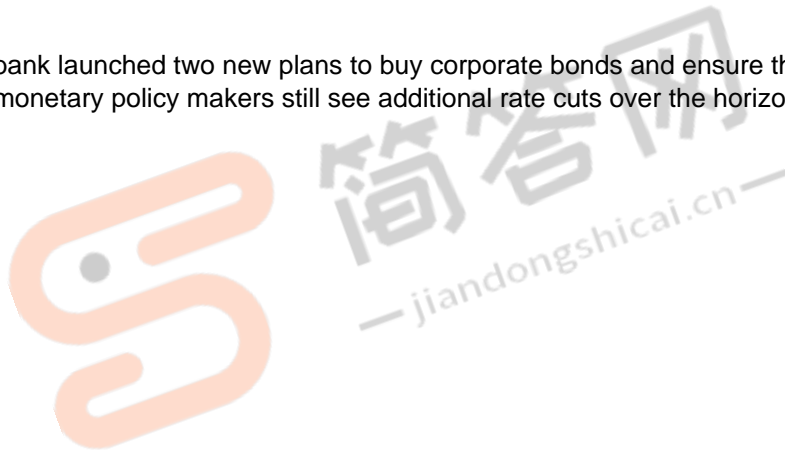 bank launched two new plans to buy corporate bonds and ensure th
monetary policy makers still see additional rate cuts over the horizo
简答网
jiandongshicai.cn